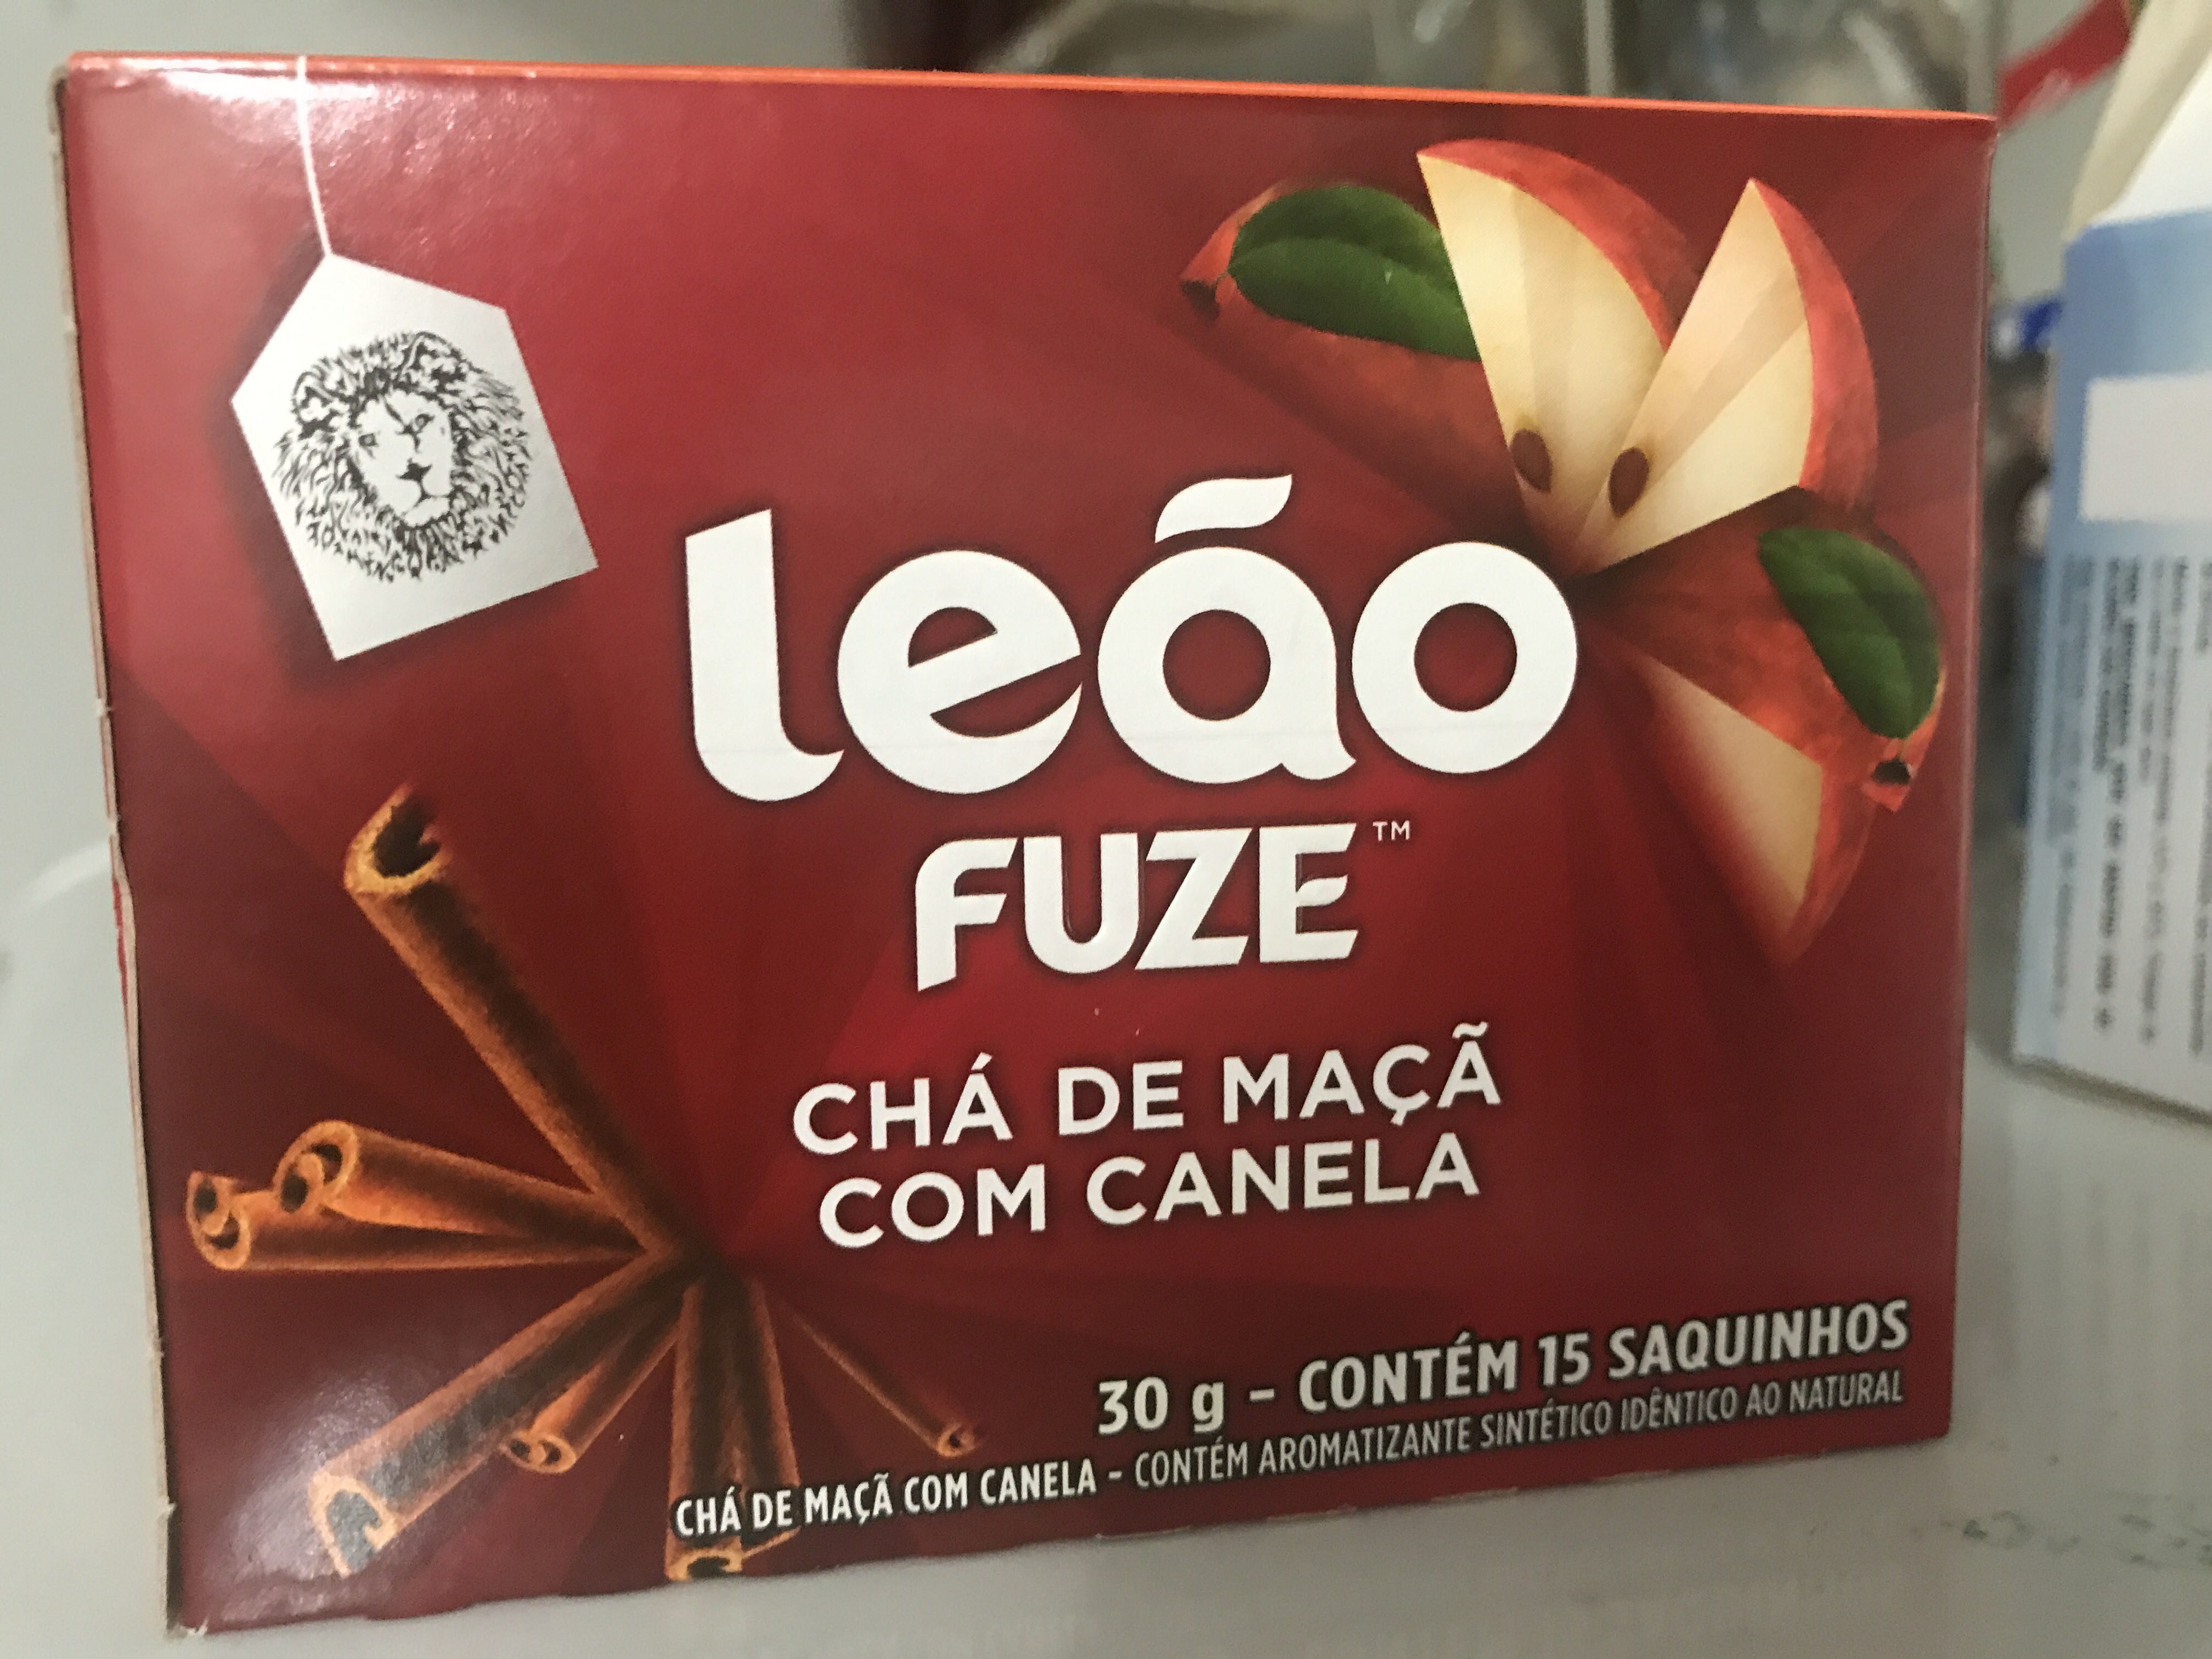 leão
FUZE™
CHÁ DE MAÇÃ
COM CANELA
30 g - CONTÉM 15 SAQUINHOS
CHÁ DE MAÇÃ COM CANELA - CONTÉM AROMATIZANTE SINTÉTICO IDÊNTICO AO NATURAL